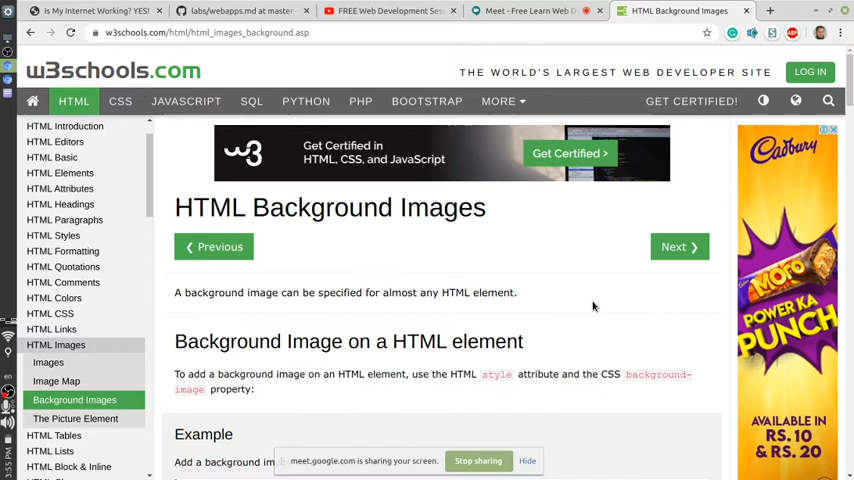 Is My Internet Working? YES!
labs/webapps.md at master
FREE Web Development Ses
Meet - Free Learn Web D
HTML Background Images
w3schools.com/html/html_images_background.asp
w3schools.com
THE WORLD'S LARGEST WEB DEVELOPER SITE
LOG IN
HTML
CSS
JAVASCRIPT
SQL
PYTHON
PHP
BOOTSTRAP
MORE
GET CERTIFIED!
HTML Introduction
HTML Editors
HTML Basic
HTML Elements
HTML Attributes
HTML Headings
HTML Paragraphs
HTML Styles
HTML Formatting
HTML Quotations
HTML Comments
HTML Colors
HTML CSS
HTML Links
HTML Images
Images
Image Map
Background Images
The Picture Element
HTML Tables
HTML Lists
HTML Block & Inline
w3
Get Certified in
HTML, CSS, and JavaScript
Get Certified >
HTML Background Images
❮ Previous
Next ❯
A background image can be specified for almost any HTML element.
Background Image on a HTML element
To add a background image on an HTML element, use the HTML style attribute and the CSS background-
image property:
Example
Add a background im
meet.google.com is sharing your screen.
Stop sharing
Hide
Cadbury
MORO
POWER KA
PUNCH
AVAILABLE IN
RS. 10
& RS. 20
en
3:55 PM